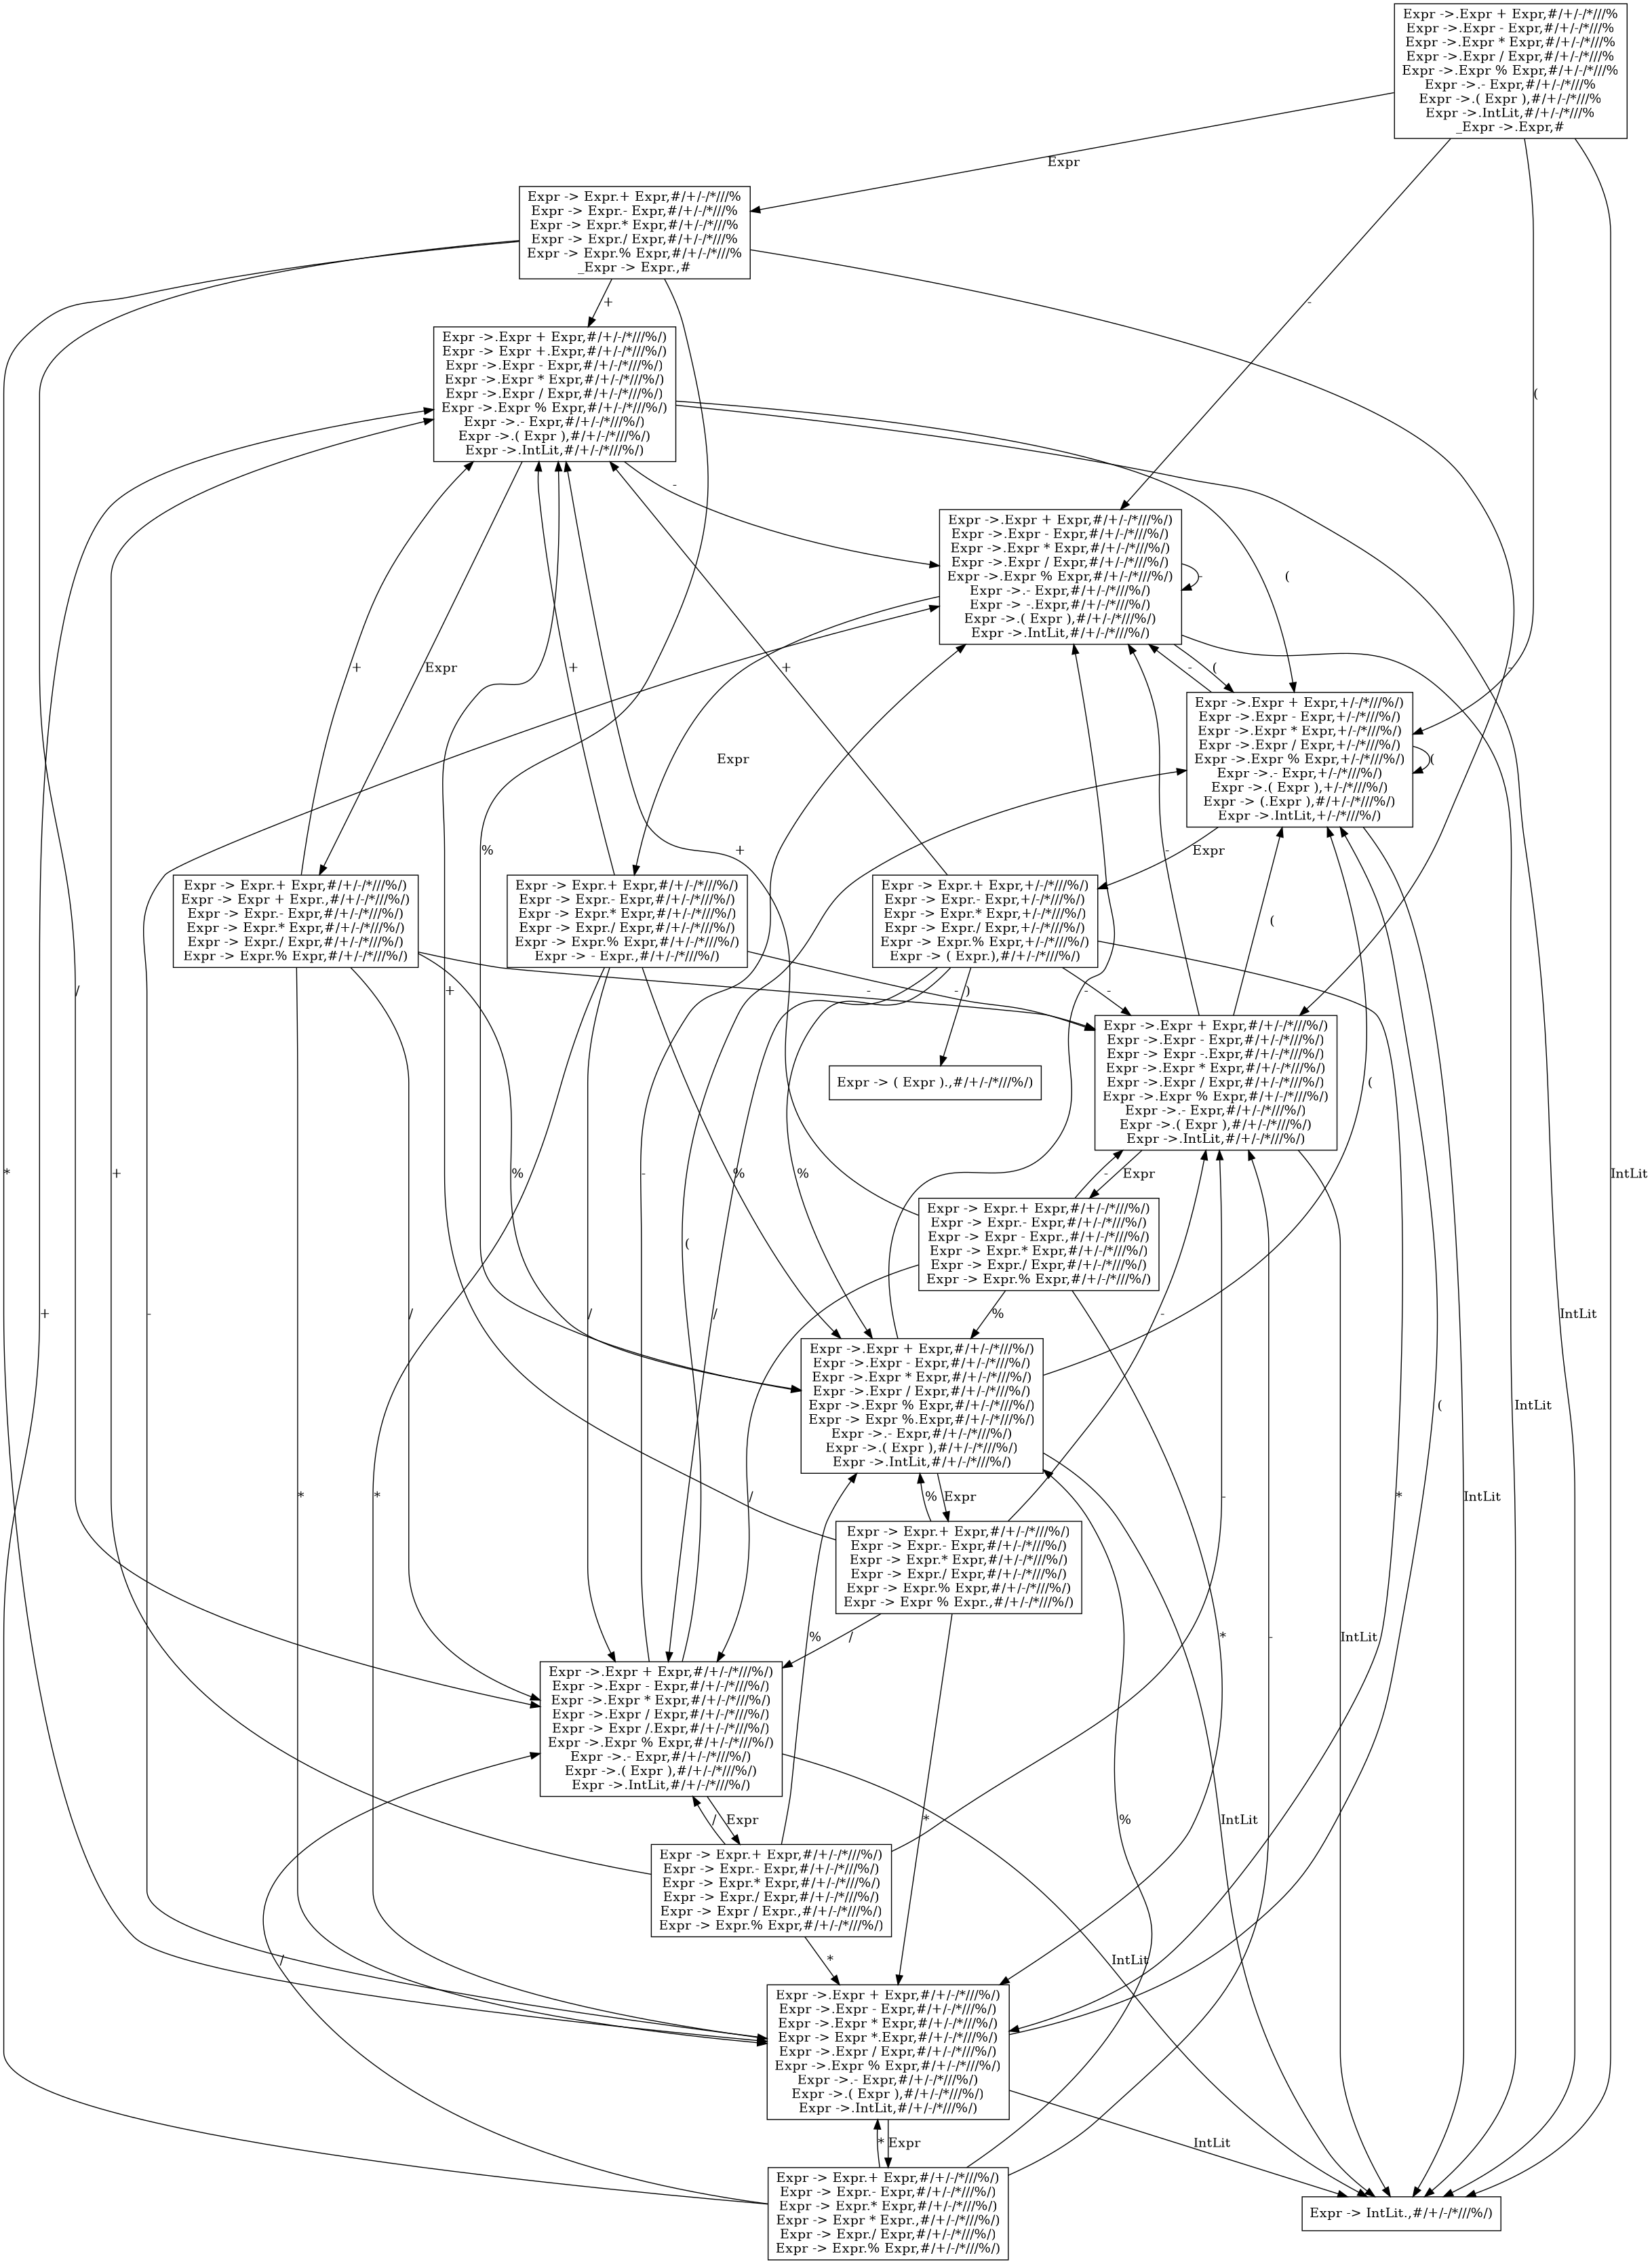 Expr ->.Expr + Expr,#/+/-/*///%
Expr ->.Expr - Expr,#/+/-/*///%
Expr ->.Expr * Expr,#/+/-/*///%
Expr ->.Expr / Expr,#/+/-/*///%
Expr ->.Expr % Expr,#/+/-/*///%
Expr ->.- Expr,#/+/-/*///%
Expr ->.( Expr ),#/+/-/*///%
Expr ->.IntLit,#/+/-/*///%
_Expr ->.Expr,#
Expr
Expr -> Expr.+ Expr,#/+/-/*///%
Expr -> Expr.- Expr,#/+/-/*///%
Expr -> Expr.* Expr,#/+/-/*///%
Expr -> Expr./ Expr,#/+/-/*///%
Expr -> Expr.% Expr,#/+/-/*///%
_Expr -> Expr.,#
+
-
(
Expr ->.Expr + Expr,#/+/-/*///%/)
Expr -> Expr +.Expr,#/+/-/*///%/)
Expr ->.Expr - Expr,#/+/-/*///%/)
Expr ->.Expr * Expr,#/+/-/*///%/)
Expr ->.Expr / Expr,#/+/-/*///%/)
Expr ->.Expr % Expr,#/+/-/*///%/)
Expr ->.- Expr,#/+/-/*///%/)
Expr ->.( Expr ),#/+/-/*///%/)
Expr ->.IntLit,#/+/-/*///%/)
-
Expr ->.Expr + Expr,#/+/-/*///%/)
Expr ->.Expr - Expr,#/+/-/*///%/)
Expr ->.Expr * Expr,#/+/-/*///%/)
Expr ->.Expr / Expr,#/+/-/*///%/)
Expr ->.Expr % Expr,#/+/-/*///%/)
Expr ->.- Expr,#/+/-/*///%/)
Expr -> -.Expr,#/+/-/*///%/)
Expr ->.( Expr ),#/+/-/*///%/)
Expr ->.IntLit,#/+/-/*///%/)
-
(
+
Expr
+
+
-
(
-
Expr ->.Expr + Expr,+/-/*///%/)
Expr ->.Expr - Expr,+/-/*///%/)
Expr ->.Expr * Expr,+/-/*///%/)
Expr ->.Expr / Expr,+/-/*///%/)
Expr ->.Expr % Expr,+/-/*///%/)
Expr ->.- Expr,+/-/*///%/)
Expr ->.( Expr ),+/-/*///%/)
Expr -> (.Expr ),#/+/-/*///%/)
Expr ->.IntLit,+/-/*///%/)
(
Expr
%
+
-
Expr
Expr -> Expr.+ Expr,#/+/-/*///%/)
Expr -> Expr + Expr.,#/+/-/*///%/)
Expr -> Expr.- Expr,#/+/-/*///%/)
Expr -> Expr.* Expr,#/+/-/*///%/)
Expr -> Expr./ Expr,#/+/-/*///%/)
Expr -> Expr.% Expr,#/+/-/*///%/)
Expr -> Expr.+ Expr,#/+/-/*///%/)
Expr -> Expr.- Expr,#/+/-/*///%/)
Expr -> Expr.* Expr,#/+/-/*///%/)
Expr -> Expr./ Expr,#/+/-/*///%/)
Expr -> Expr.% Expr,#/+/-/*///%/)
Expr -> - Expr.,#/+/-/*///%/)
Expr -> Expr.+ Expr,+/-/*///%/)
Expr -> Expr.- Expr,+/-/*///%/)
Expr -> Expr.* Expr,+/-/*///%/)
Expr -> Expr./ Expr,+/-/*///%/)
Expr -> Expr.% Expr,+/-/*///%/)
Expr -> ( Expr.),#/+/-/*///%/)
(
/
+
-
-
)
-
-
Expr -> ( Expr ).,#/+/-/*///%/)
Expr ->.Expr + Expr,#/+/-/*///%/)
Expr ->.Expr - Expr,#/+/-/*///%/)
Expr -> Expr -.Expr,#/+/-/*///%/)
Expr ->.Expr * Expr,#/+/-/*///%/)
Expr ->.Expr / Expr,#/+/-/*///%/)
Expr ->.Expr % Expr,#/+/-/*///%/)
Expr ->.- Expr,#/+/-/*///%/)
Expr ->.( Expr ),#/+/-/*///%/)
Expr ->.IntLit,#/+/-/*///%/)
(
*
+
%
-
%
%
-
Expr
IntLit
Expr -> Expr.+ Expr,#/+/-/*///%/)
Expr -> Expr.- Expr,#/+/-/*///%/)
Expr -> Expr - Expr.,#/+/-/*///%/)
Expr -> Expr.* Expr,#/+/-/*///%/)
Expr -> Expr./ Expr,#/+/-/*///%/)
Expr -> Expr.% Expr,#/+/-/*///%/)
(
+
-
/
/
/
%
-
IntLit
Expr ->.Expr + Expr,#/+/-/*///%/)
Expr ->.Expr - Expr,#/+/-/*///%/)
Expr ->.Expr * Expr,#/+/-/*///%/)
Expr ->.Expr / Expr,#/+/-/*///%/)
Expr ->.Expr % Expr,#/+/-/*///%/)
Expr -> Expr %.Expr,#/+/-/*///%/)
Expr ->.- Expr,#/+/-/*///%/)
Expr ->.( Expr ),#/+/-/*///%/)
Expr ->.IntLit,#/+/-/*///%/)
*
(
IntLit
*
*
/
%
Expr
-
IntLit
Expr -> Expr.+ Expr,#/+/-/*///%/)
Expr -> Expr.- Expr,#/+/-/*///%/)
Expr -> Expr.* Expr,#/+/-/*///%/)
Expr -> Expr./ Expr,#/+/-/*///%/)
Expr -> Expr.% Expr,#/+/-/*///%/)
Expr -> Expr % Expr.,#/+/-/*///%/)
%
/
*
-
IntLit
Expr ->.Expr + Expr,#/+/-/*///%/)
Expr ->.Expr - Expr,#/+/-/*///%/)
Expr ->.Expr * Expr,#/+/-/*///%/)
Expr ->.Expr / Expr,#/+/-/*///%/)
Expr -> Expr /.Expr,#/+/-/*///%/)
Expr ->.Expr % Expr,#/+/-/*///%/)
Expr ->.- Expr,#/+/-/*///%/)
Expr ->.( Expr ),#/+/-/*///%/)
Expr ->.IntLit,#/+/-/*///%/)
/
Expr
*
%
IntLit
Expr -> Expr.+ Expr,#/+/-/*///%/)
Expr -> Expr.- Expr,#/+/-/*///%/)
Expr -> Expr.* Expr,#/+/-/*///%/)
Expr -> Expr./ Expr,#/+/-/*///%/)
Expr -> Expr / Expr.,#/+/-/*///%/)
Expr -> Expr.% Expr,#/+/-/*///%/)
/
*
IntLit
Expr ->.Expr + Expr,#/+/-/*///%/)
Expr ->.Expr - Expr,#/+/-/*///%/)
Expr ->.Expr * Expr,#/+/-/*///%/)
Expr -> Expr *.Expr,#/+/-/*///%/)
Expr ->.Expr / Expr,#/+/-/*///%/)
Expr ->.Expr % Expr,#/+/-/*///%/)
Expr ->.- Expr,#/+/-/*///%/)
Expr ->.( Expr ),#/+/-/*///%/)
Expr ->.IntLit,#/+/-/*///%/)
*
Expr
IntLit
Expr -> Expr.+ Expr,#/+/-/*///%/)
Expr -> Expr.- Expr,#/+/-/*///%/)
Expr -> Expr.* Expr,#/+/-/*///%/)
Expr -> Expr * Expr.,#/+/-/*///%/)
Expr -> Expr./ Expr,#/+/-/*///%/)
Expr -> Expr.% Expr,#/+/-/*///%/)
Expr -> IntLit.,#/+/-/*///%/)